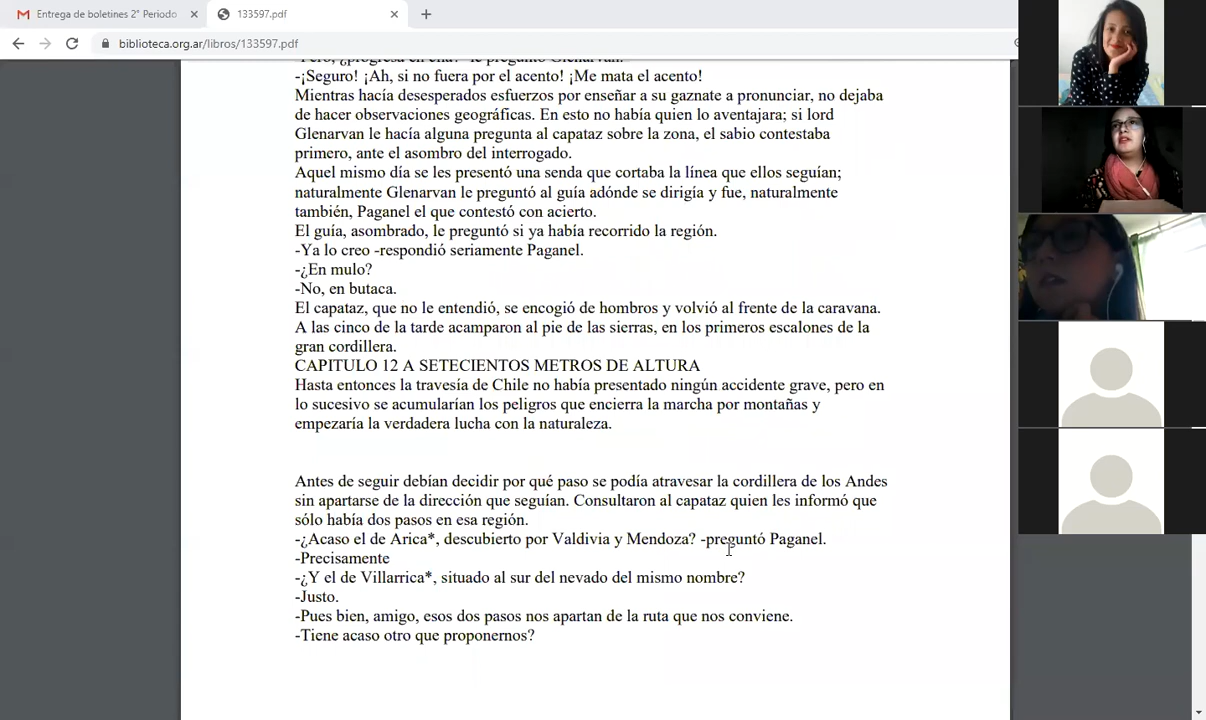 Entrega de boletines 2° Periodo
133597.pdf
biblioteca.org.ar/libros/133597.pdf
-¡Seguro! ¡Ah, si no fuera por el acento! ¡Me mata el acento!
Mientras hacía desesperados esfuerzos por enseñar a su gaznate a pronunciar, no dejaba
de hacer observaciones geográficas. En esto no había quien lo aventajara; si lord
Glenarvan le hacía alguna pregunta al capataz sobre la zona, el sabio contestaba
primero, ante el asombro del interrogado.
Aquel mismo día se les presentó una senda que cortaba la línea que ellos seguían;
naturalmente Glenarvan le preguntó al guía adónde se dirigía y fue, naturalmente
también, Paganel el que contestó con acierto.
El guía, asombrado, le preguntó si ya había recorrido la región.
-Ya lo creo -respondió seriamente Paganel.
-¿En mulo?
-No, en butaca.
El capataz, que no le entendió, se encogió de hombros y volvió al frente de la caravana.
A las cinco de la tarde acamparon al pie de las sierras, en los primeros escalones de la
gran cordillera.
CAPITULO 12 A SETECIENTOS METROS DE ALTURA
Hasta entonces la travesía de Chile no había presentado ningún accidente grave, pero en
lo sucesivo se acumularían los peligros que encierra la marcha por montañas y
empezaría la verdadera lucha con la naturaleza.
Antes de seguir debían decidir por qué paso se podía atravesar la cordillera de los Andes
sin apartarse de la dirección que seguían. Consultaron al capataz quien les informó que
sólo había dos pasos en esa región.
-¿Acaso el de Arica*, descubierto por Valdivia y Mendoza? -preguntó Paganel.
-Precisamente
-¿Y el de Villarrica*, situado al sur del nevado del mismo nombre?
-Justo.
-Pues bien, amigo, esos dos pasos nos apartan de la ruta que nos conviene.
-Tiene acaso otro que proponernos?